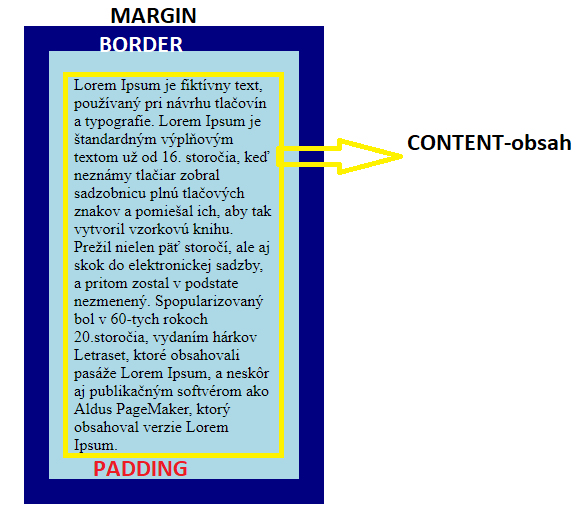 MARGIN
BORDER
Lorem Ipsum je fiktívny text,
používaný pri návrhu tlačovín
a typografie. Lorem Ipsum je
štandardným výplňovým
textom už od 16. storočia, keď
neznámy tlačiar zobral
sadzobnicu plnú tlačových
znakov a pomiešal ich, aby tak
vytvoril vzorkovú knihu.
Prežil nielen päť storočí, ale aj
skok do elektronickej sadzby,
a pritom zostal v podstate
nezmenený. Spopularizovaný
bol v 60-tych rokoch
20.storočia, vydaním hárkov
Letraset, ktoré obsahovali
pasáže Lorem Ipsum, a neskôr
aj publikačným softvérom ako
Aldus PageMaker, ktorý
obsahoval verzie Lorem
Ipsum.
PADDING
CONTENT-obsah